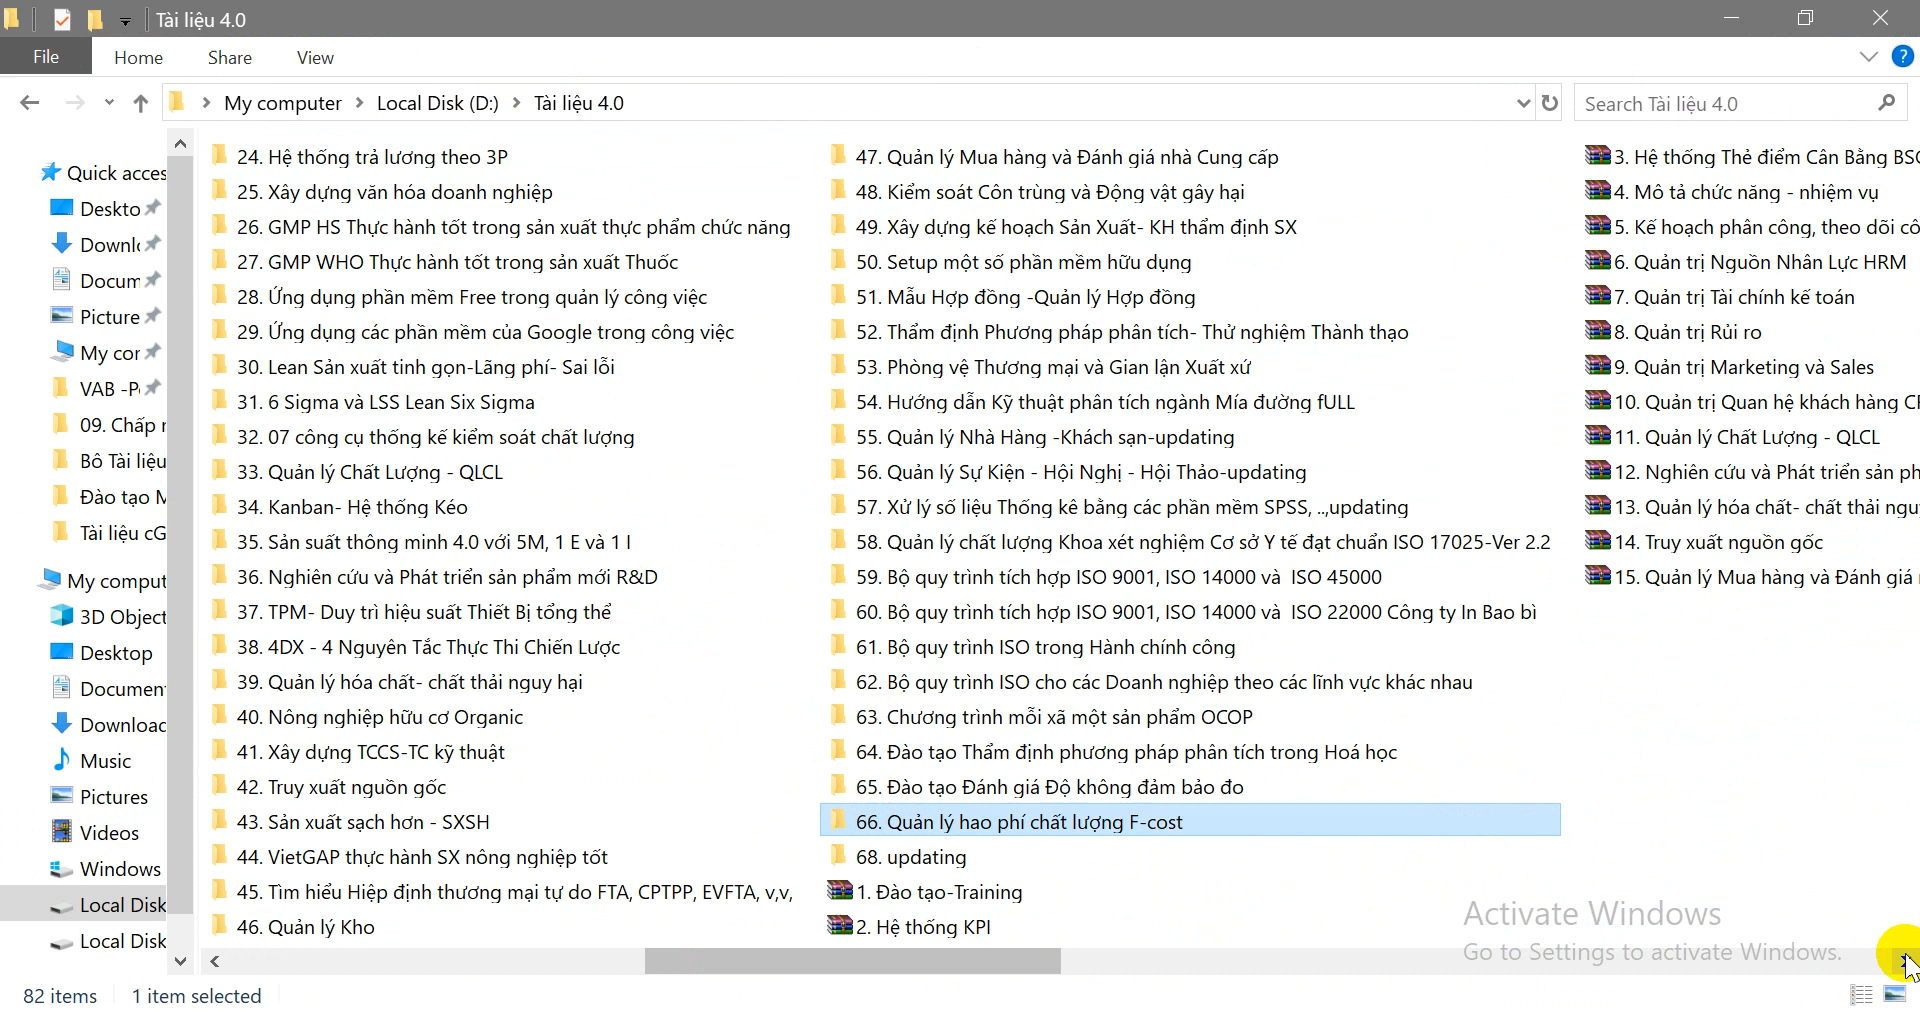 Tài liệu 4.0
File Home Share View
My computer Local Disk (D:) Tài liệu 4.0
Search Tài liệu 4.0
Quick acces
Deskto
Downl
Docum
Picture
My cor
VAB -P
09. Chấp
Bô Tài liệu
Đào tạo
Tài liệu cG
My comput
3D Object
Desktop
Documen
Downloac
Music
Pictures
Videos
Windows
Local Disk
Local Disk
24. Hệ thống trả lương theo 3P
25. Xây dựng văn hóa doanh nghiệp
26. GMP HS Thực hành tốt trong sản xuất thực phẩm chức năng
27. GMP WHO Thực hành tốt trong sản xuất Thuốc
28. Ứng dụng phần mềm Free trong quản lý công việc
29. Ứng dụng các phần mềm của Google trong công việc
30. Lean Sản xuất tinh gọn-Lãng phí- Sai lỗi
31. 6 Sigma và LSS Lean Six Sigma
32. 07 công cụ thống kế kiểm soát chất lượng
33. Quản lý Chất Lượng - QLCL
34. Kanban- Hệ thống Kéo
35. Sản suất thông minh 4.0 với 5M, 1 E và 1 I
36. Nghiên cứu và Phát triển sản phẩm mới R&D
37. TPM- Duy trì hiệu suất Thiết Bị tổng thể
38. 4DX - 4 Nguyên Tắc Thực Thi Chiến Lược
39. Quản lý hóa chất- chất thải nguy hại
40. Nông nghiệp hữu cơ Organic
41. Xây dựng TCCS-TC kỹ thuật
42. Truy xuất nguồn gốc
43. Sản xuất sạch hơn - SXSH
44. VietGAP thực hành SX nông nghiệp tốt
45. Tìm hiểu Hiệp định thương mại tự do FTA, CPTPP, EVFTA, v,v,
46. Quản lý Kho
47. Quản lý Mua hàng và Đánh giá nhà Cung cấp
48. Kiểm soát Côn trùng và Động vật gây hại
49. Xây dựng kế hoạch Sản Xuất- KH thẩm định SX
50. Setup một số phần mềm hữu dụng
51. Mẫu Hợp đồng -Quản lý Hợp đồng
52. Thẩm định Phương pháp phân tích- Thử nghiệm Thành thạo
53. Phòng vệ Thương mại và Gian lận Xuất xứ
54. Hướng dẫn Kỹ thuật phân tích ngành Mía đường fULL
55. Quản lý Nhà Hàng -Khách sạn-updating
56. Quản lý Sự Kiện - Hội Nghị - Hội Thảo-updating
57. Xử lý số liệu Thống kê bằng các phần mềm SPSS, ..,updating
58. Quản lý chất lượng Khoa xét nghiệm Cơ sở Y tế đạt chuẩn ISO 17025-Ver 2.2
59. Bộ quy trình tích hợp ISO 9001, ISO 14000 và ISO 45000
60. Bộ quy trình tích hợp ISO 9001, ISO 14000 và ISO 22000 Công ty In Bao bì
61. Bộ quy trình ISO trong Hành chính công
62. Bộ quy trình ISO cho các Doanh nghiệp theo các lĩnh vực khác nhau
63. Chương trình mỗi xã một sản phẩm OCOP
64. Đào tạo Thẩm định phương pháp phân tích trong Hoá học
65. Đào tạo Đánh giá Độ không đảm bảo đo
66. Quản lý hao phí chất lượng F-cost
68. updating
1. Đào tạo-Training
2. Hệ thống KPI
3. Hệ thống Thẻ điểm Cân Bằng BSC
4. Mô tả chức năng - nhiệm vụ
5. Kế hoạch phân công, theo dõi cô
6. Quản trị Nguồn Nhân Lực HRM
7. Quản trị Tài chính kế toán
8. Quản trị Rủi ro
9. Quản trị Marketing và Sales
10. Quản trị Quan hệ khách hàng CR
11. Quản lý Chất Lượng - QLCL
12. Nghiên cứu và Phát triển sản ph
13. Quản lý hóa chất- chất thải nguy
14. Truy xuất nguồn gốc
15. Quản lý Mua hàng và Đánh giá
Activate Windows
Go to Settings to activate Windows.
82 items 1 item selected